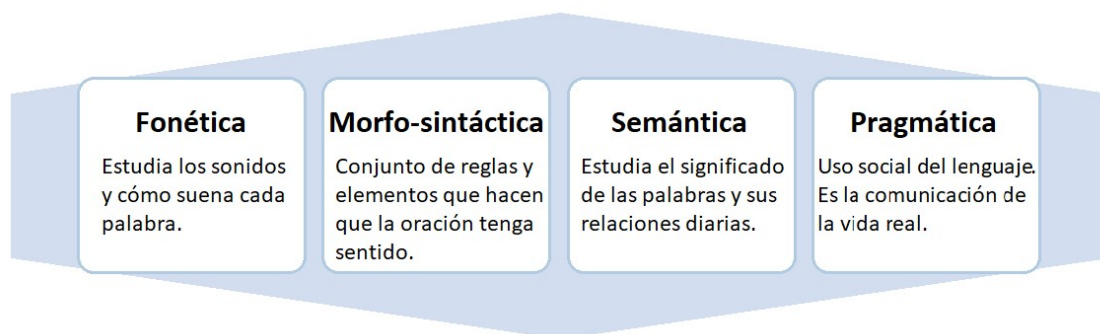 Fonética
Estudia los sonidos
y cómo suena cada
palabra.
Morfo-sintáctica
Conjunto de reglas y
elementos que hacen
que la oración tenga
sentido.
Semántica
Estudia el significado
de las palabras y sus
relaciones diarias.
Pragmática
Uso social del lenguaje.
Es la comunicación de
la vida real.